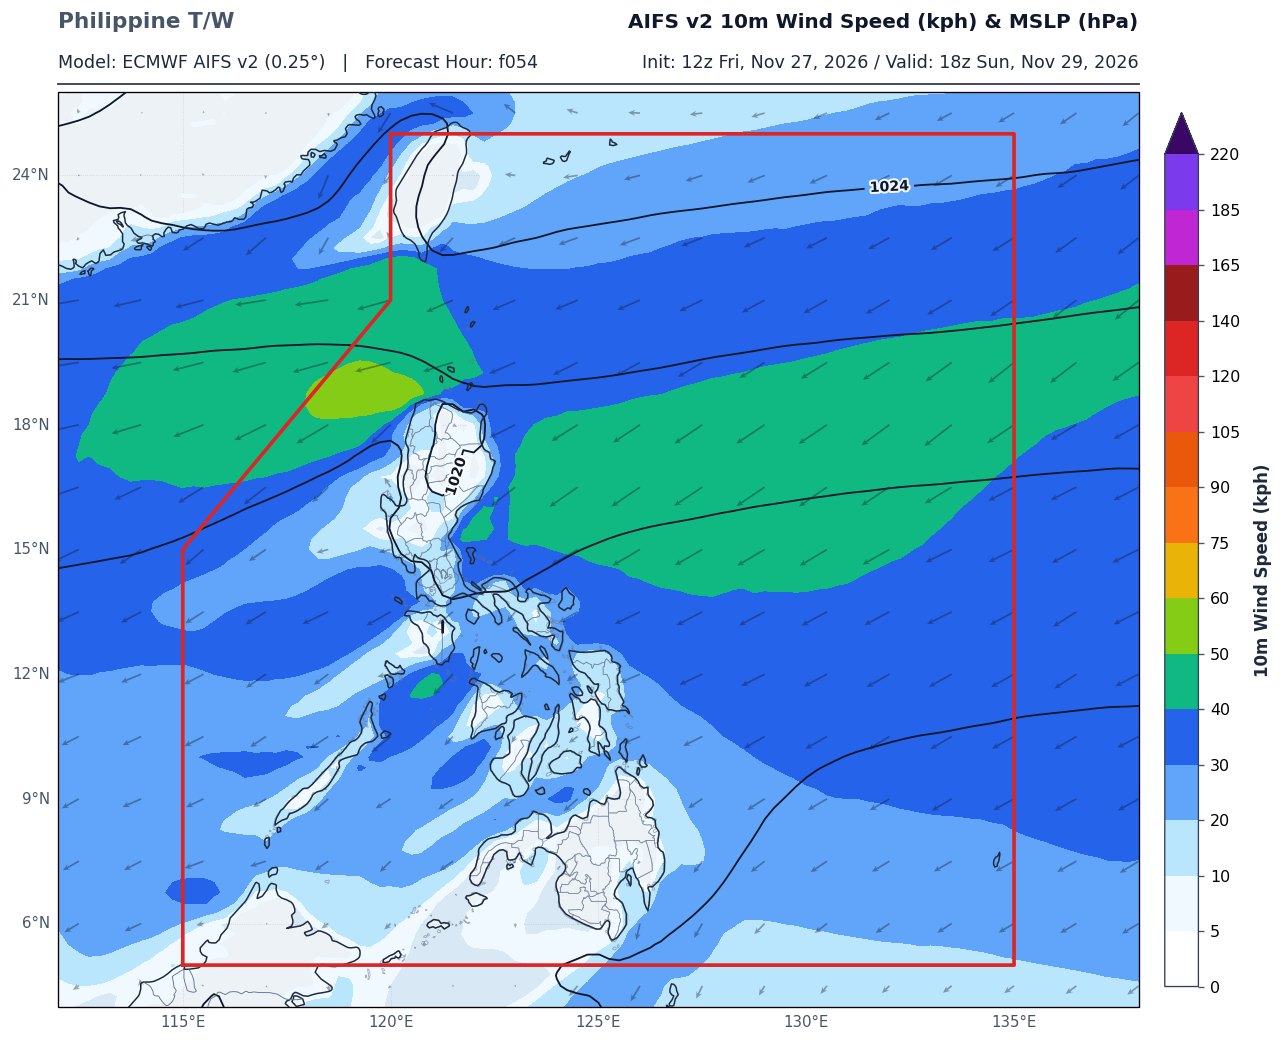 Philippine T/W
AIFS v2 10m Wind Speed (kph) & MSLP (hPa)
Model: ECMWF AIFS v2 (0.25°) | Forecast Hour: f054
Init: 12z Fri, Nov 27, 2026 / Valid: 18z Sun, Nov 29, 2026
24°N
21°N
18°N
15°N
12°N
9°N
6°N
115°E
120°E
125°E
130°E
135°E
1024
1020
220
185
165
140
120
105
90
75
60
50
40
30
20
10
5
0
10m Wind Speed (kph)